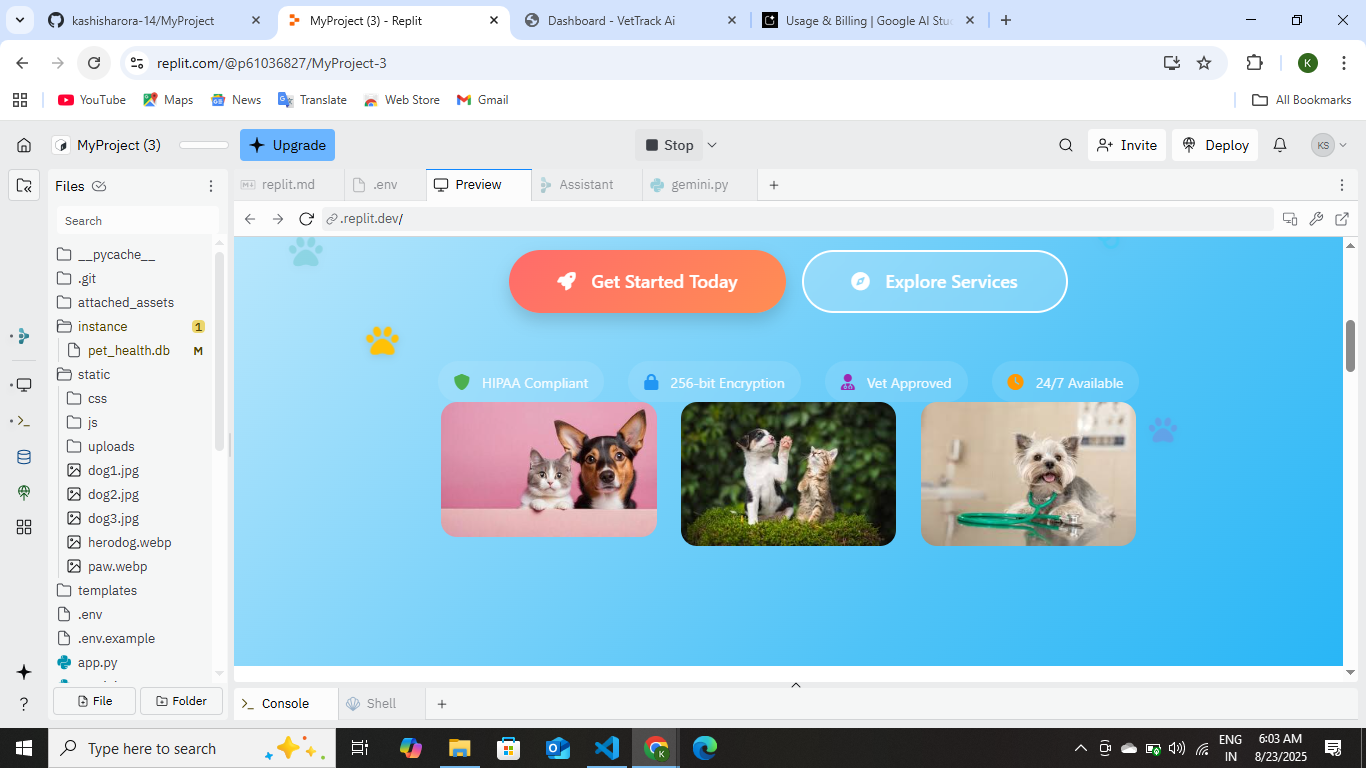 kashisharora-14/MyProject
MyProject (3) - Replit
Dashboard - VetTrack Ai
Usage & Billing | Google AI Stu
replit.com/@p61036827/MyProject-3
K
YouTube
Maps
News
Translate
Web Store
Gmail
All Bookmarks
MyProject (3)
Upgrade
Stop
Invite
Deploy
KS
Files
replit.md
.env
Preview
Assistant
gemini.py
Search
.replit.dev/
__pycache__
.git
attached_assets
instance 1
pet_health.db M
static
css
js
uploads
dog1.jpg
dog2.jpg
dog3.jpg
herodog.webp
paw.webp
templates
.env
.env.example
app.py
File
Folder
Get Started Today
Explore Services
HIPAA Compliant
256-bit Encryption
Vet Approved
24/7 Available
Console
Shell
Type here to search
ENG
IN
6:03 AM
8/23/2025